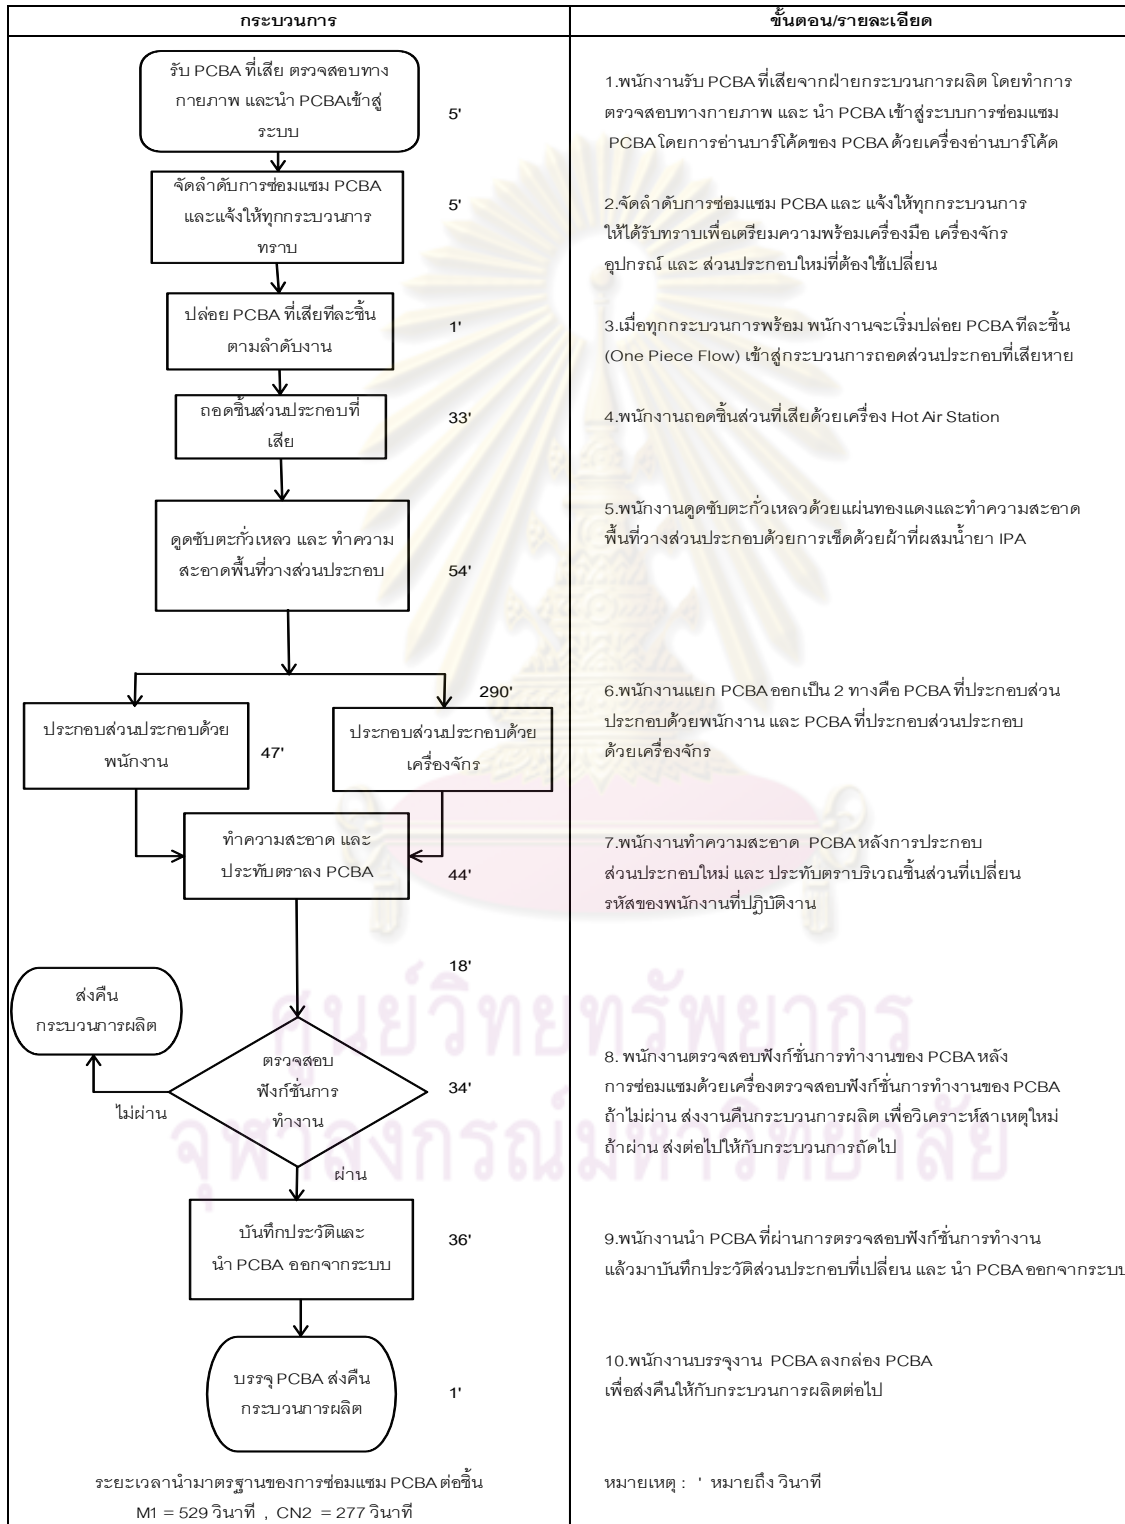 กระบวนการ
ขั้นตอน/รายละเอียด
รับ PCBA ที่เสีย ตรวจสอบทาง
กายภาพ และนำ PCBAเข้าสู่
ระบบ
5'
1.พนักงานรับ PCBA ที่เสียจากฝ่ายกระบวนการผลิต โดยทำการ
ตรวจสอบทางกายภาพ และ นำ PCBA เข้าสู่ระบบการซ่อมแซม
PCBA โดยการอ่านบาร์โค้ดของ PCBA ด้วยเครื่องอ่านบาร์โค้ด
จัดลำดับการซ่อมแซม PCBA
และแจ้งให้ทุกกระบวนการ
ทราบ
5'
2.จัดลำดับการซ่อมแซม PCBA และ แจ้งให้ทุกกระบวนการ
ให้ได้รับทราบเพื่อเตรียมความพร้อมเครื่องมือ เครื่องจักร
อุปกรณ์ และ ส่วนประกอบใหม่ที่ต้องใช้เปลี่ยน
ปล่อย PCBA ที่เสียทีละชิ้น
ตามลำดับงาน
1'
3.เมื่อทุกกระบวนการพร้อม พนักงานจะเริ่มปล่อย PCBA ทีละชิ้น
(One Piece Flow) เข้าสู่กระบวนการถอดส่วนประกอบที่เสียหาย
ถอดชิ้นส่วนประกอบที่
เสีย
33'
4.พนักงานถอดชิ้นส่วนที่เสียด้วยเครื่อง Hot Air Station
ดูดซับตะกั่วเหลว และ ทำความ
สะอาดพื้นที่วางส่วนประกอบ
54'
5.พนักงานดูดซับตะกั่วเหลวด้วยแผ่นทองแดงและทำความสะอาด
พื้นที่วางส่วนประกอบด้วยการเช็ดด้วยผ้าที่ผสมน้ำยา IPA
290'
ประกอบส่วนประกอบด้วย
พนักงาน
47'
ประกอบส่วนประกอบด้วย
เครื่องจักร
6.พนักงานแยก PCBA ออกเป็น 2 ทางคือ PCBA ที่ประกอบส่วน
ประกอบด้วยพนักงาน และ PCBA ที่ประกอบส่วนประกอบ
ด้วยเครื่องจักร
ทำความสะอาด และ
ประทับตราลง PCBA
44'
7.พนักงานทำความสะอาด PCBA หลังการประกอบ
ส่วนประกอบใหม่ และ ประทับตราบริเวณชิ้นส่วนที่เปลี่ยน
รหัสของพนักงานที่ปฏิบัติงาน
18'
ส่งคืน
กระบวนการผลิต
ศูนย์วิทยทรัพยากร
จุฬาลงกรณ์มหาวิทยาลัย
ตรวจสอบ
ฟังก์ชั่นการ
ทำงาน
34'
ไม่ผ่าน
ผ่าน
8. พนักงานตรวจสอบฟังก์ชั่นการทำงานของ PCBA หลัง
การซ่อมแซมด้วยเครื่องตรวจสอบฟังก์ชั่นการทำงานของ PCBA
ถ้าไม่ผ่าน ส่งงานคืนกระบวนการผลิต เพื่อวิเคราะห์สาเหตุใหม่
ถ้าผ่าน ส่งต่อไปให้กับกระบวนการถัดไป
บันทึกประวัติและ
นำ PCBA ออกจากระบบ
36'
9.พนักงานนำ PCBA ที่ผ่านการตรวจสอบฟังก์ชั่นการทำงาน
แล้วมาบันทึกประวัติส่วนประกอบที่เปลี่ยน และ นำ PCBA ออกจากระบบ
บรรจุ PCBA ส่งคืน
กระบวนการผลิต
1'
10.พนักงานบรรจุงาน PCBA ลงกล่อง PCBA
เพื่อส่งคืนให้กับกระบวนการผลิตต่อไป
ระยะเวลานำมาตรฐานของการซ่อมแซม PCBA ต่อชิ้น
M1 = 529 วินาที , CN2 = 277 วินาที
หมายเหตุ : ' หมายถึง วินาที